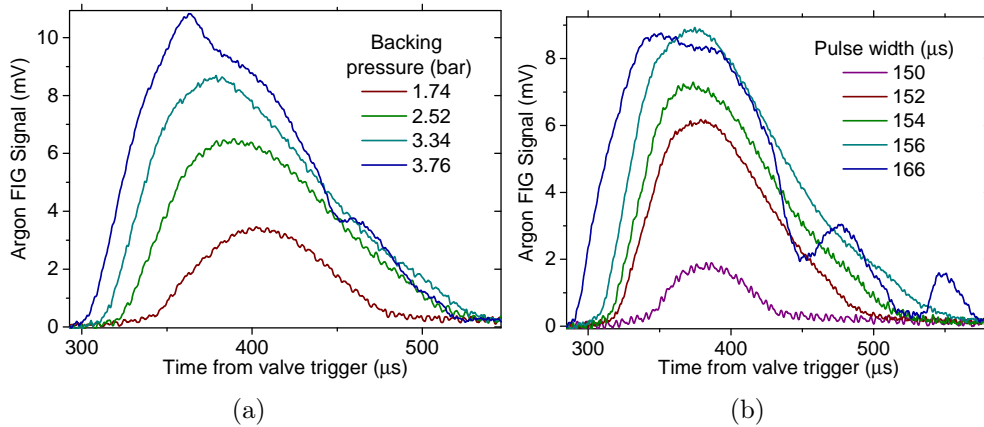 Argon FIG Signal (mV)
10
8
6
4
2
0
300
400
500
Time from valve trigger (μs)
Backing
pressure (bar)
1.74
2.52
3.34
3.76
(a)
Argon FIG Signal (mV)
8
6
4
2
0
300
400
500
Time from valve trigger (μs)
Pulse width (μs)
150
152
154
156
166
(b)